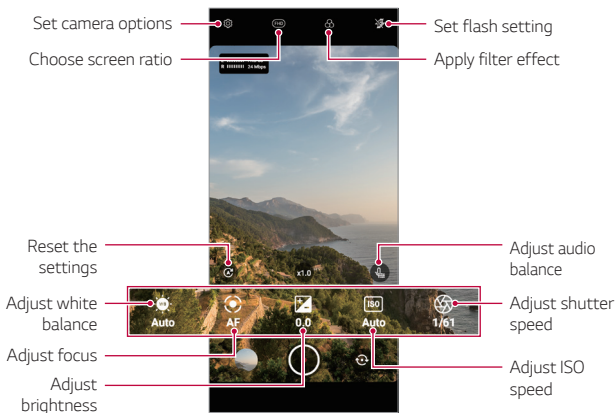 Set camera options
Set flash setting
Choose screen ratio
Apply filter effect
FHD
R 24 Mbps
Reset the
settings
x1.0
Adjust audio
balance
Adjust white
balance
WB
Auto
AF
0.0
ISO
Auto
1/61
Adjust shutter
speed
Adjust focus
Adjust
brightness
Adjust ISO
speed